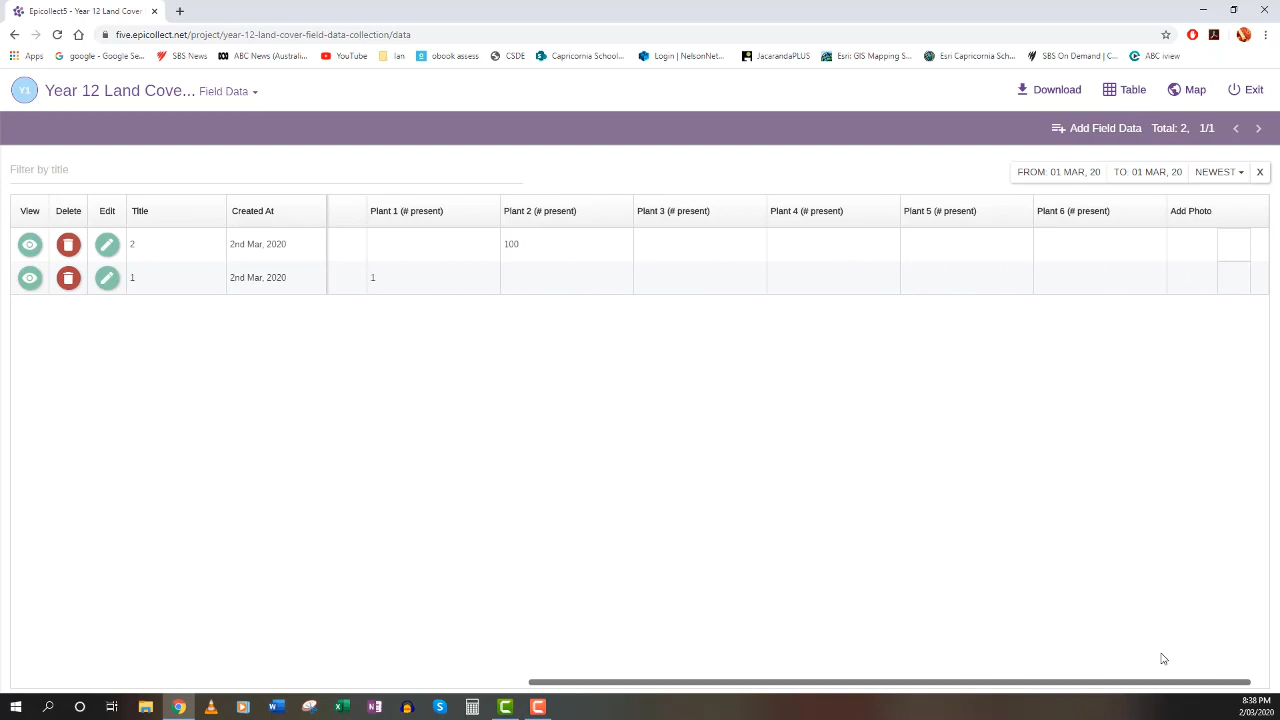 Epicollect5 - Year 12 Land Cover
five.epicollect.net/project/year-12-land-cover-field-data-collection/data
Apps google - Google Se... SBS News ABC News (Australi... YouTube Ian obook assess CSDE Capricornia School... Login | NelsonNet... JacarandaPLUS Esri: GIS Mapping S... Esri Capricornia Sch... SBS On Demand | C... ABC iview
Y1 Year 12 Land Cove... Field Data Download Table Map Exit
Add Field Data Total: 2, 1/1
Filter by title FROM: 01 MAR, 20 TO: 01 MAR, 20 NEWEST X
View Delete Edit Title Created At Plant 1 (# present) Plant 2 (# present) Plant 3 (# present) Plant 4 (# present) Plant 5 (# present) Plant 6 (# present) Add Photo
2 2nd Mar, 2020 100
1 2nd Mar, 2020 1
8:38 PM
2/03/2020